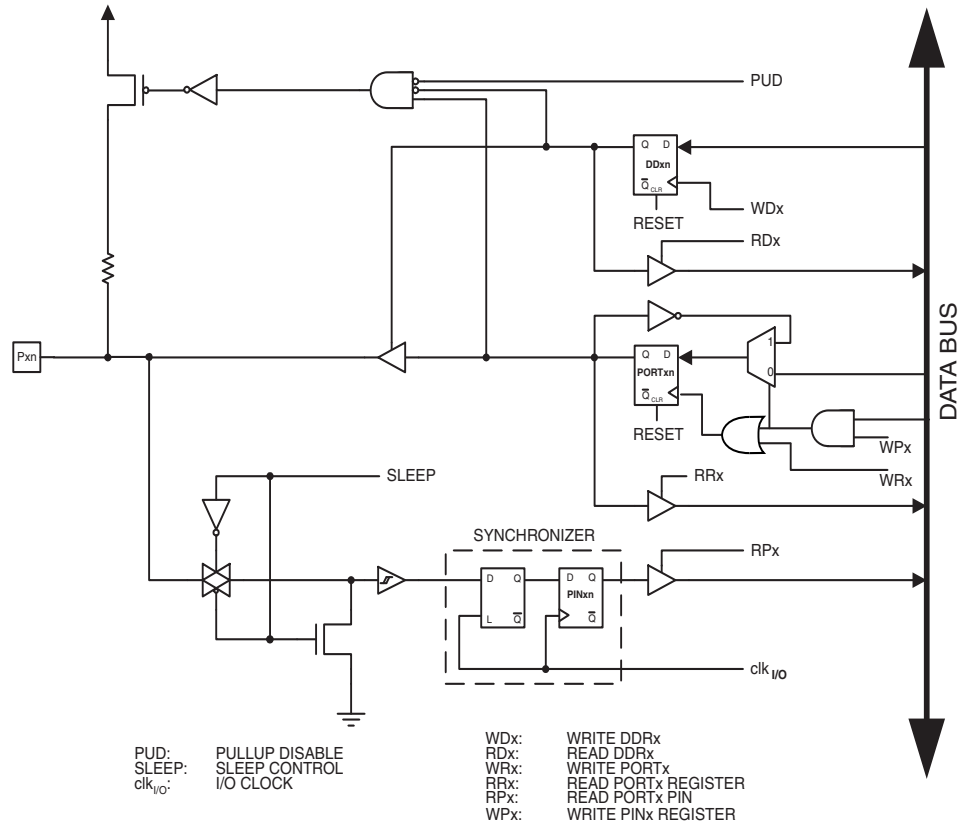 PUD
Q D
DDxn
Q CLR
WDx
RESET
RDx
1
Pxn
Q D
PORTxn
0
Q CLR
RESET
DATA BUS
WPx
WRx
SLEEP
RRx
SYNCHRONIZER
RPx
D Q
L Q
D Q
PINxn
Q
clk I/O
PUD: PULLUP DISABLE
SLEEP: SLEEP CONTROL
clkI/O: I/O CLOCK
WDx: WRITE DDRx
RDx: READ DDRx
WRx: WRITE PORTx
RRx: READ PORTx REGISTER
RPx: READ PORTx PIN
WPx: WRITE PINx REGISTER